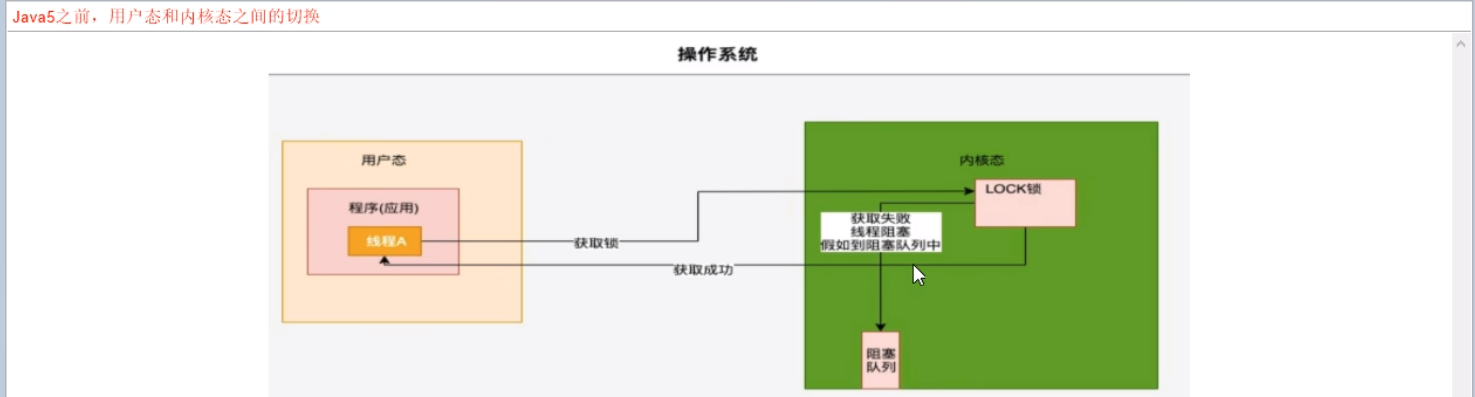 Java5之前，用户态和内核态之间的切换
操作系统
用户态
内核态
程序(应用)
LOCK锁
线程A
获取锁
获取失败
线程阻塞
假如到阻塞队列中
获取成功
阻塞
队列